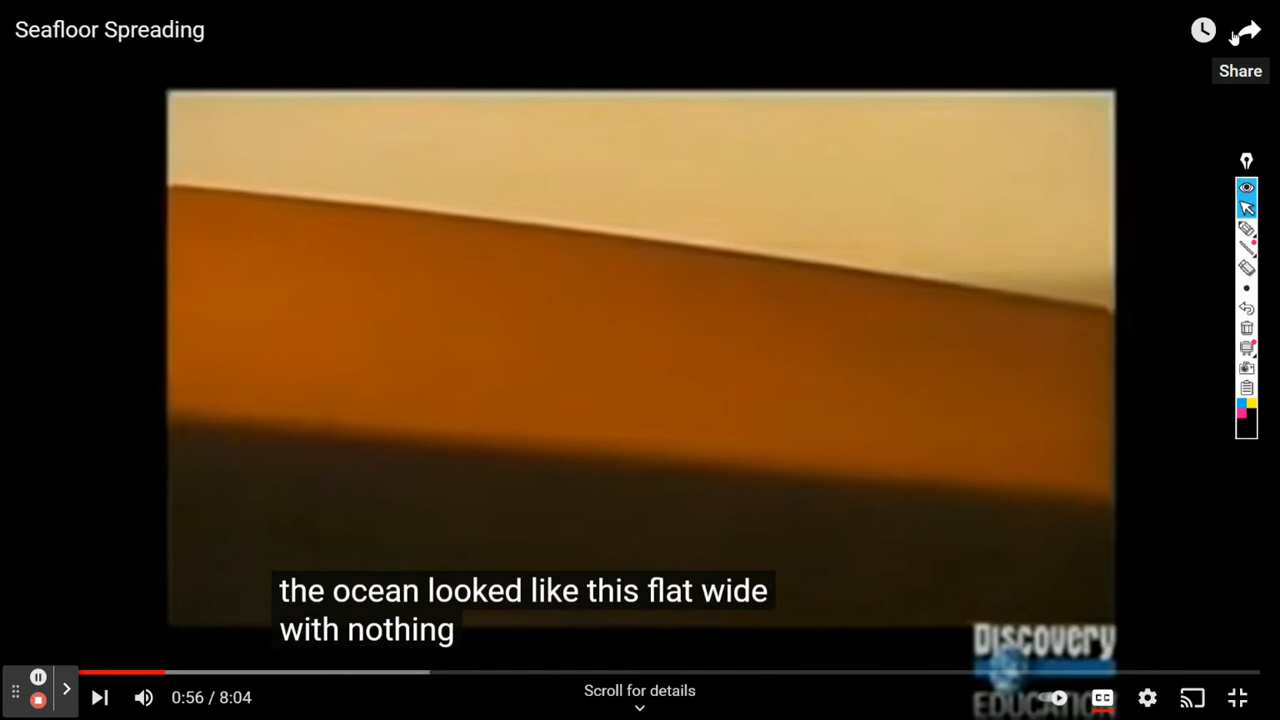 Seafloor Spreading
Share
the ocean looked like this flat wide
with nothing
Discovery
EDUCATION
0:56 / 8:04
Scroll for details
CC